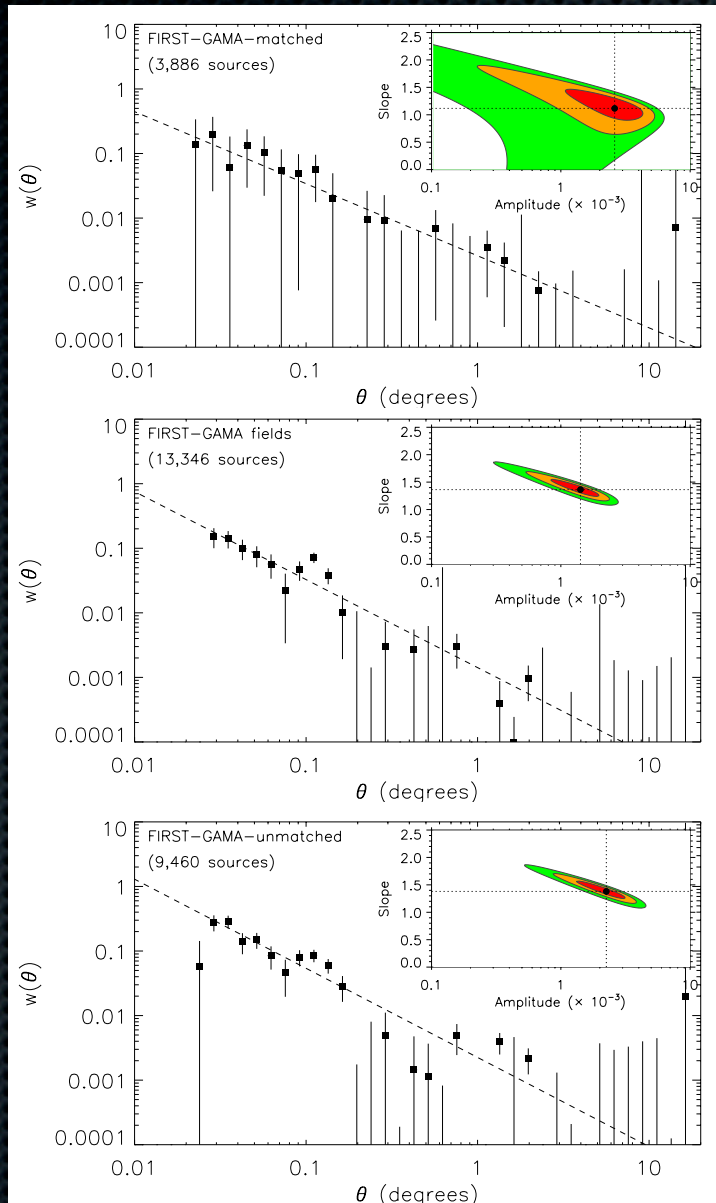 FIRST-GAMA-matched
(3,886 sources)
10
1
0.1
0.01
0.001
0.0001
w(θ)
0.01 0.1 1 10
θ (degrees)
2.5
2.0
1.5
1.0
0.5
0.0
Slope
0.1 1 10
Amplitude (× 10⁻³)
FIRST-GAMA fields
(13,346 sources)
10
1
0.1
0.01
0.001
0.0001
w(θ)
0.01 0.1 1 10
θ (degrees)
2.5
2.0
1.5
1.0
0.5
0.0
Slope
0.1 1 10
Amplitude (× 10⁻³)
FIRST-GAMA-unmatched
(9,460 sources)
10
1
0.1
0.01
0.001
0.0001
w(θ)
0.01 0.1 1 10
θ (degrees)
2.5
2.0
1.5
1.0
0.5
0.0
Slope
0.1 1 10
Amplitude (× 10⁻³)